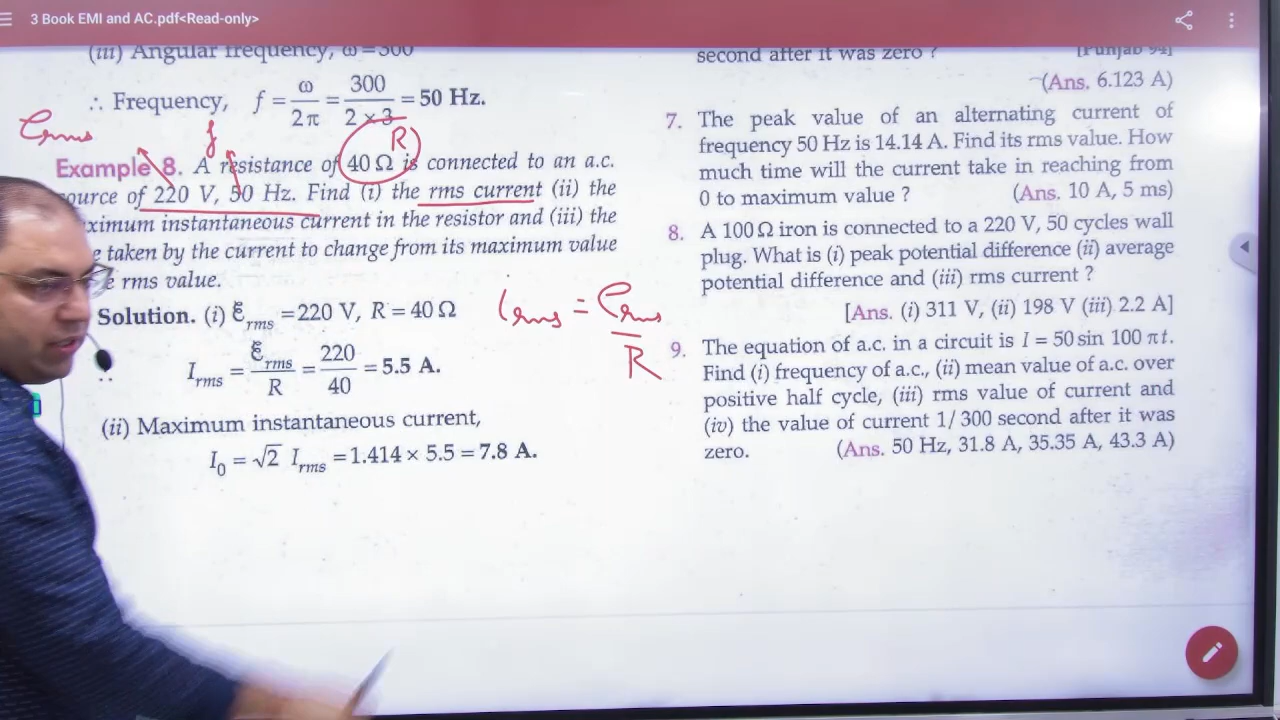 3 Book EMI and AC.pdf<Read-only>
(iii) Angular frequency, ω = 300
∴ Frequency, f = ω / 2π = 300 / 2 × 3 = 50 Hz.
Erms
f
R)
Example 8. A resistance of 40 Ω is connected to an a.c.
source of 220 V, 50 Hz. Find (i) the rms current (ii) the
ximum instantaneous current in the resistor and (iii) the
e taken by the current to change from its maximum value
e rms value.
Solution. (i) ℰrms = 220 V, R = 40 Ω
Irms = Erms / R
∴ Irms = ℰrms / R = 220 / 40 = 5.5 A.
(ii) Maximum instantaneous current,
I0 = √2 Irms = 1.414 × 5.5 = 7.8 A.
second after it was zero ? [Punjab 94]
(Ans. 6.123 A)
7. The peak value of an alternating current of
frequency 50 Hz is 14.14 A. Find its rms value. How
much time will the current take in reaching from
0 to maximum value ? (Ans. 10 A, 5 ms)
8. A 100 Ω iron is connected to a 220 V, 50 cycles wall
plug. What is (i) peak potential difference (ii) average
potential difference and (iii) rms current ?
[Ans. (i) 311 V, (ii) 198 V (iii) 2.2 A]
9. The equation of a.c. in a circuit is I = 50 sin 100 πt.
Find (i) frequency of a.c., (ii) mean value of a.c. over
positive half cycle, (iii) rms value of current and
(iv) the value of current 1/300 second after it was
zero. (Ans. 50 Hz, 31.8 A, 35.35 A, 43.3 A)